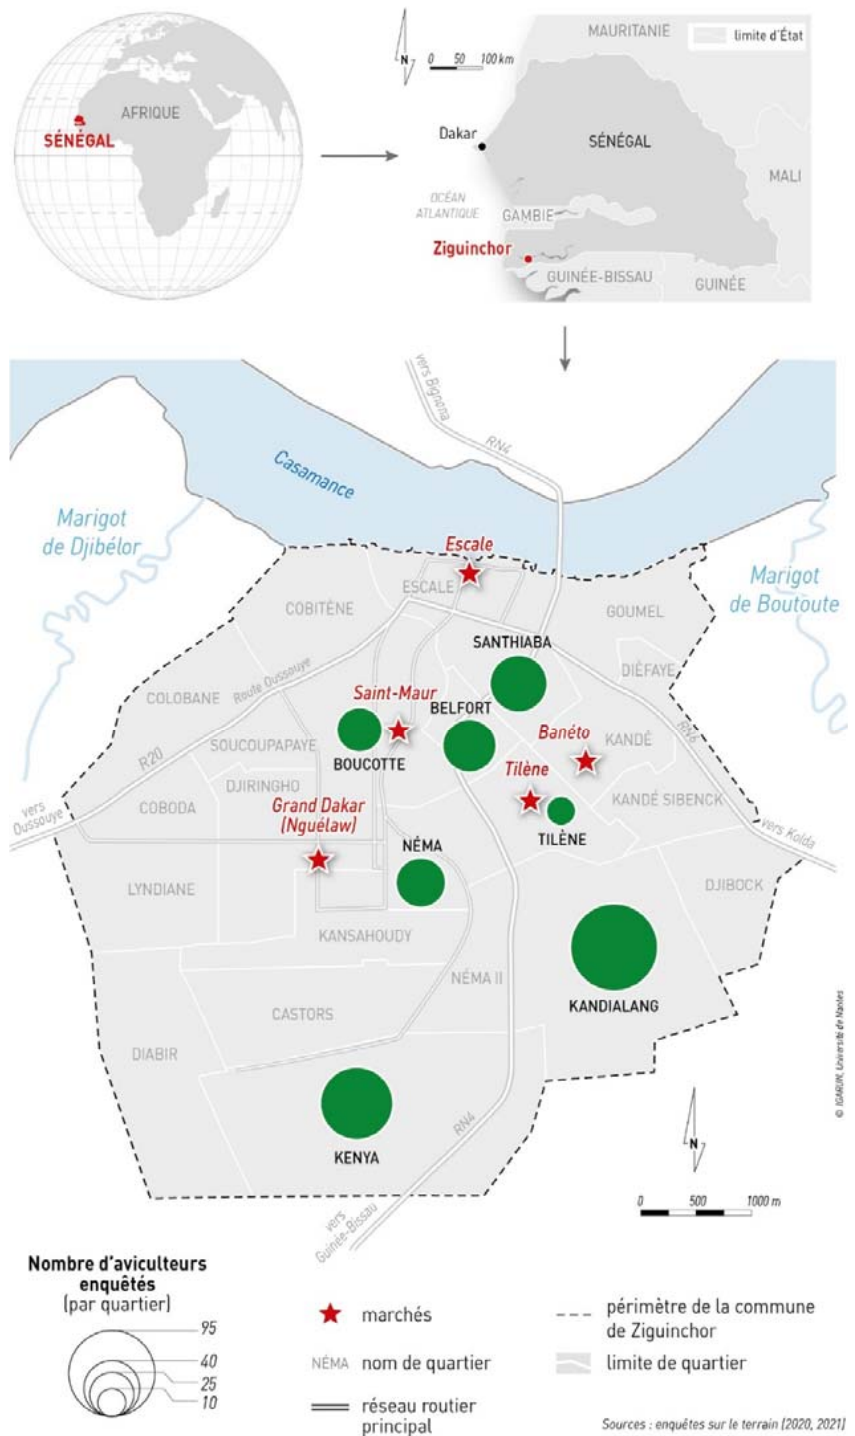 AFRIQUE
SÉNÉGAL
N
0 50 100 km
MAURITANIE
limite d'État
Dakar
SÉNÉGAL
MALI
OCÉAN
ATLANTIQUE
GAMBIE
Ziguinchor
GUINÉE-BISSAU
GUINÉE
vers Bignona
RN4
Casamance
Marigot
de Djibélor
Escale
ESCALE
Marigot
de Boutoute
COBITÈNE
GOUMEL
SANTHIABA
DIÉFAYE
COLOBANE
Route Oussouye
Saint-Maur
BELFORT
Banéto
KANDÉ
RN6
SOUCOUPAPAYE
BOUCOTTE
R20
Tilène
DJIRINGHO
COBODA
Grand Dakar
(Nguélaw)
KANDÉ SIBENCK
vers
Oussouye
TILÈNE
vers Kolda
NÉMA
LYNDIANE
DJIBOCK
KANSAHOUDY
NÉMA II
KANDIALANG
CASTORS
DIABIR
KENYA
RN4
N
0 500 1000 m
vers
Guinée-Bissau
© IGARUN, Université de Nantes
Nombre d'aviculteurs
enquêtés
(par quartier)
95
40
25
10
marchés
NÉMA nom de quartier
réseau routier
principal
périmètre de la commune
de Ziguinchor
limite de quartier
Sources : enquêtes sur le terrain (2020, 2021)